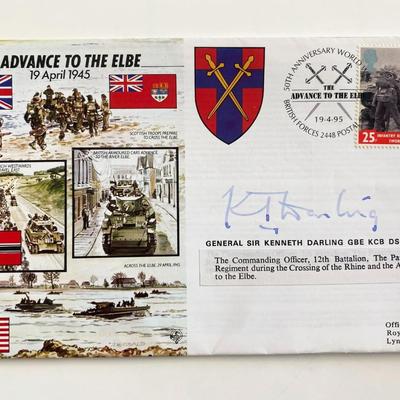 ADVANCE TO THE ELBE
19 April 1945
SCOTTISH TROOPS PREPARE
TO CROSS THE ELBE.
BRITISH ARMOURED CARS ADVANCE
TO THE RIVER ELBE.
ACROSS THE ELBE. 29 APRIL 1945.
50TH ANNIVERSARY WORLD
THE
ADVANCE TO THE ELBE
19-4-95
BRITISH FORCES 2448 POSTAL
25
INFANTRY
K T Darling
GENERAL SIR KENNETH DARLING GBE KCB DS
The Commanding Officer, 12th Battalion, The Pa
Regiment during the Crossing of the Rhine and the A
to the Elbe.
Offi
Roy
Lyn